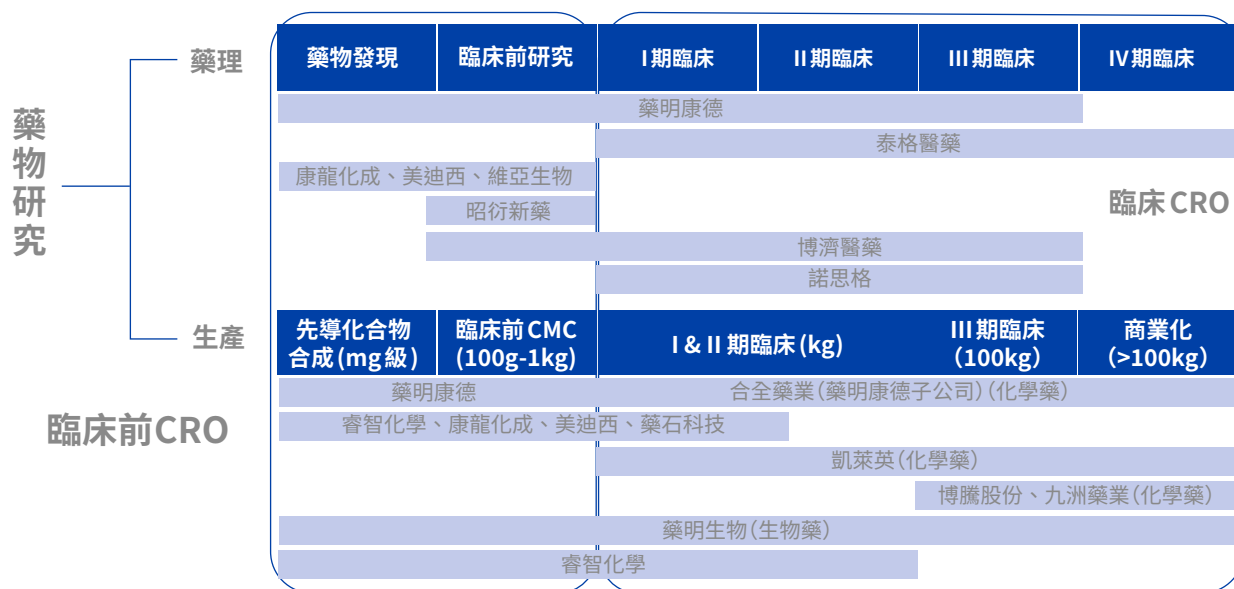 藥物研究
藥理
藥物發現
臨床前研究
I期臨床
II期臨床
III期臨床
IV期臨床
藥明康德
泰格醫藥
康龍化成、美迪西、維亞生物
昭衍新藥
臨床CRO
博濟醫藥
諾思格
生產
先導化合物
合成(mg級)
臨床前CMC
(100g-1kg)
I & II 期臨床(kg)
III期臨床
(100kg)
商業化
(>100kg)
藥明康德
合全藥業(藥明康德子公司)(化學藥)
臨床前CRO
睿智化學、康龍化成、美迪西、藥石科技
凱萊英(化學藥)
博騰股份、九洲藥業(化學藥)
藥明生物(生物藥)
睿智化學